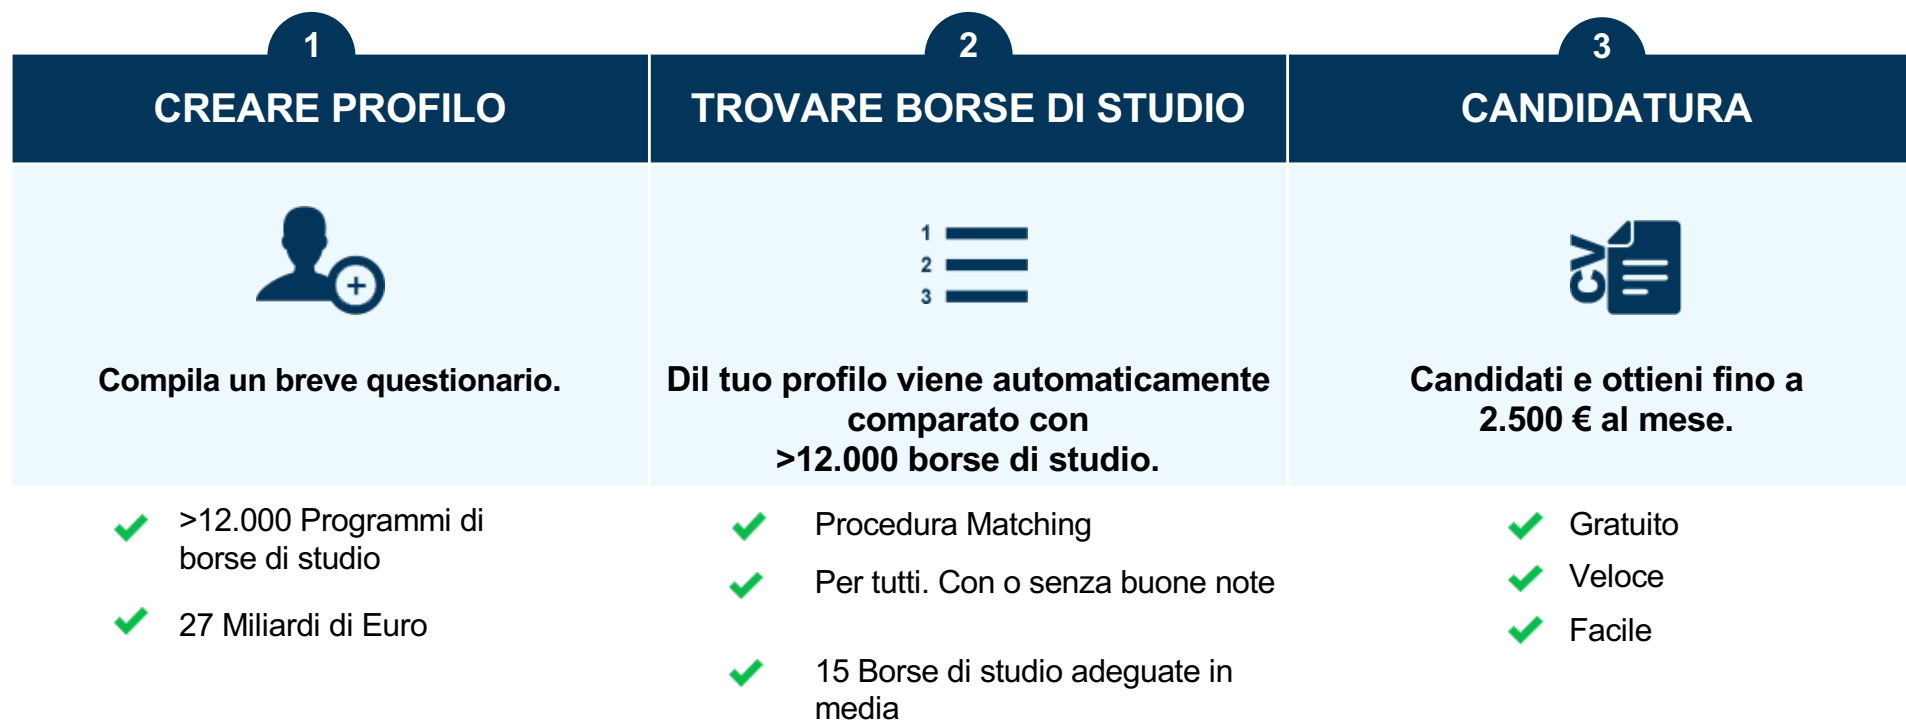 1
CREARE PROFILO
Compila un breve questionario.
>12.000 Programmi di
borse di studio
27 Miliardi di Euro
2
TROVARE BORSE DI STUDIO
1
2
3
Dil tuo profilo viene automaticamente
comparato con
>12.000 borse di studio.
Procedura Matching
Per tutti. Con o senza buone note
15 Borse di studio adeguate in
media
3
CANDIDATURA
CV
Candidati e ottieni fino a
2.500 € al mese.
Gratuito
Veloce
Facile